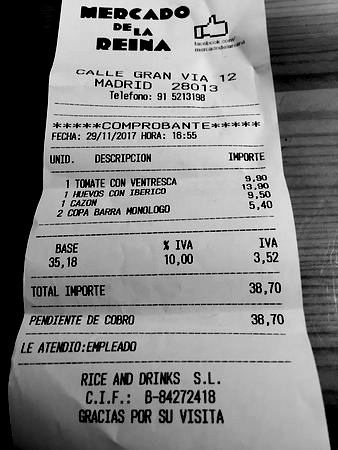 MERCADO
DE LA
REINA
facebook.com/
mercadodelareina
CALLE GRAN VIA 12
MADRID 28013
Telefono: 91 5213198
*****COMPROBANTE*****
FECHA: 29/11/2017 HORA: 16:55
UNID. DESCRIPCION IMPORTE
1 TOMATE CON VENTRESCA 9,90
1 HUEVOS CON IBERICO 13,90
1 CAZON 9,50
2 COPA BARRA MONOLOGO 5,40
BASE % IVA IVA
35,18 10,00 3,52
TOTAL IMPORTE 38,70
PENDIENTE DE COBRO 38,70
LE ATENDIO:EMPLEADO
RICE AND DRINKS S.L.
C.I.F.: B-84272418
GRACIAS POR SU VISITA